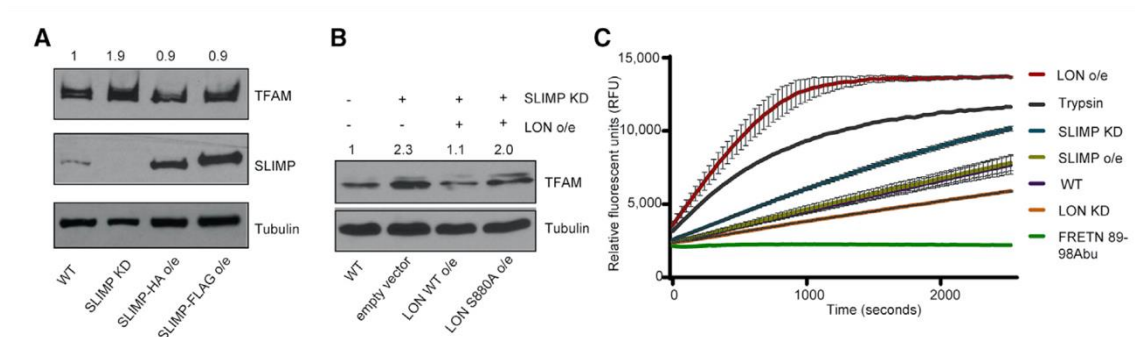 A
1 1.9 0.9 0.9
TFAM
SLIMP
Tubulin
WT
SLIMP KD
SLIMP-HA o/e
SLIMP-FLAG o/e
B
- + + + SLIMP KD
- - + + LON o/e
1 2.3 1.1 2.0
TFAM
Tubulin
WT
empty vector
LON WT o/e
LON S880A o/e
C
Relative fluorescent units (RFU)
15,000
10,000
5,000
0
0 1000 2000
Time (seconds)
LON o/e
Trypsin
SLIMP KD
SLIMP o/e
WT
LON KD
FRETN 89-
98Abu